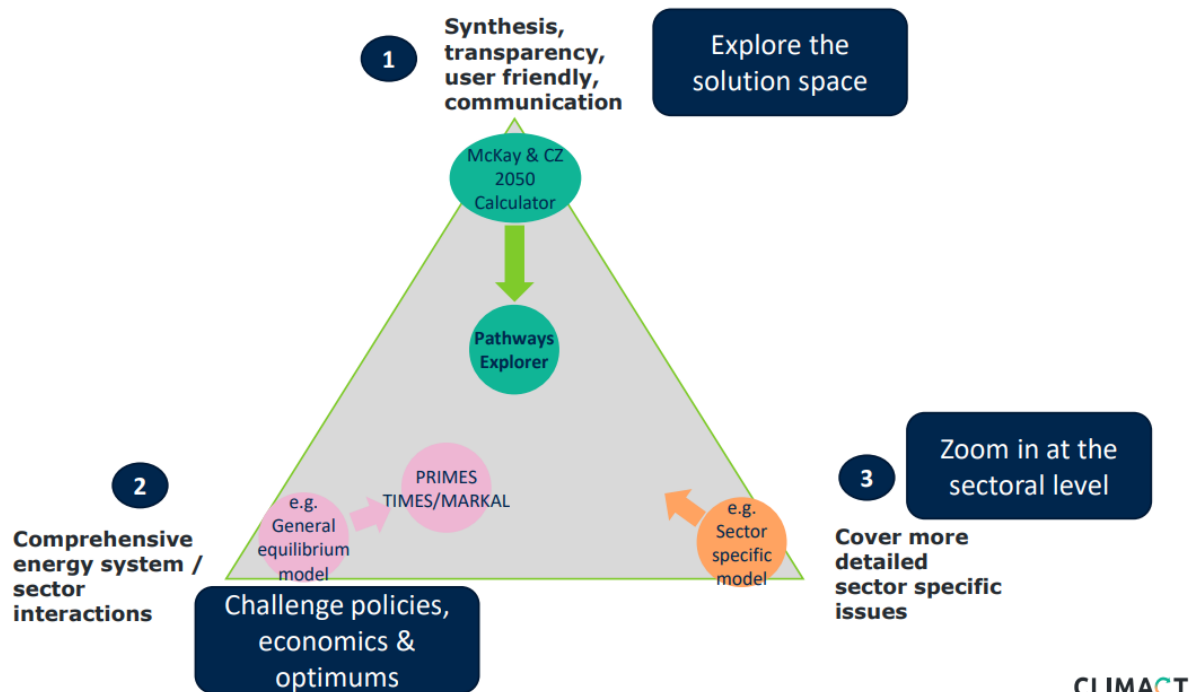 1
Synthesis,
transparency,
user friendly,
communication
Explore the
solution space
McKay & CZ
2050
Calculator
Pathways
Explorer
2
Comprehensive
energy system /
sector
interactions
e.g.
General
equilibrium
model
PRIMES
TIMES/MARKAL
Challenge policies,
economics &
optimums
e.g.
Sector
specific
model
3
Zoom in at the
sectoral level
Cover more
detailed
sector specific
issues
CLIMACT